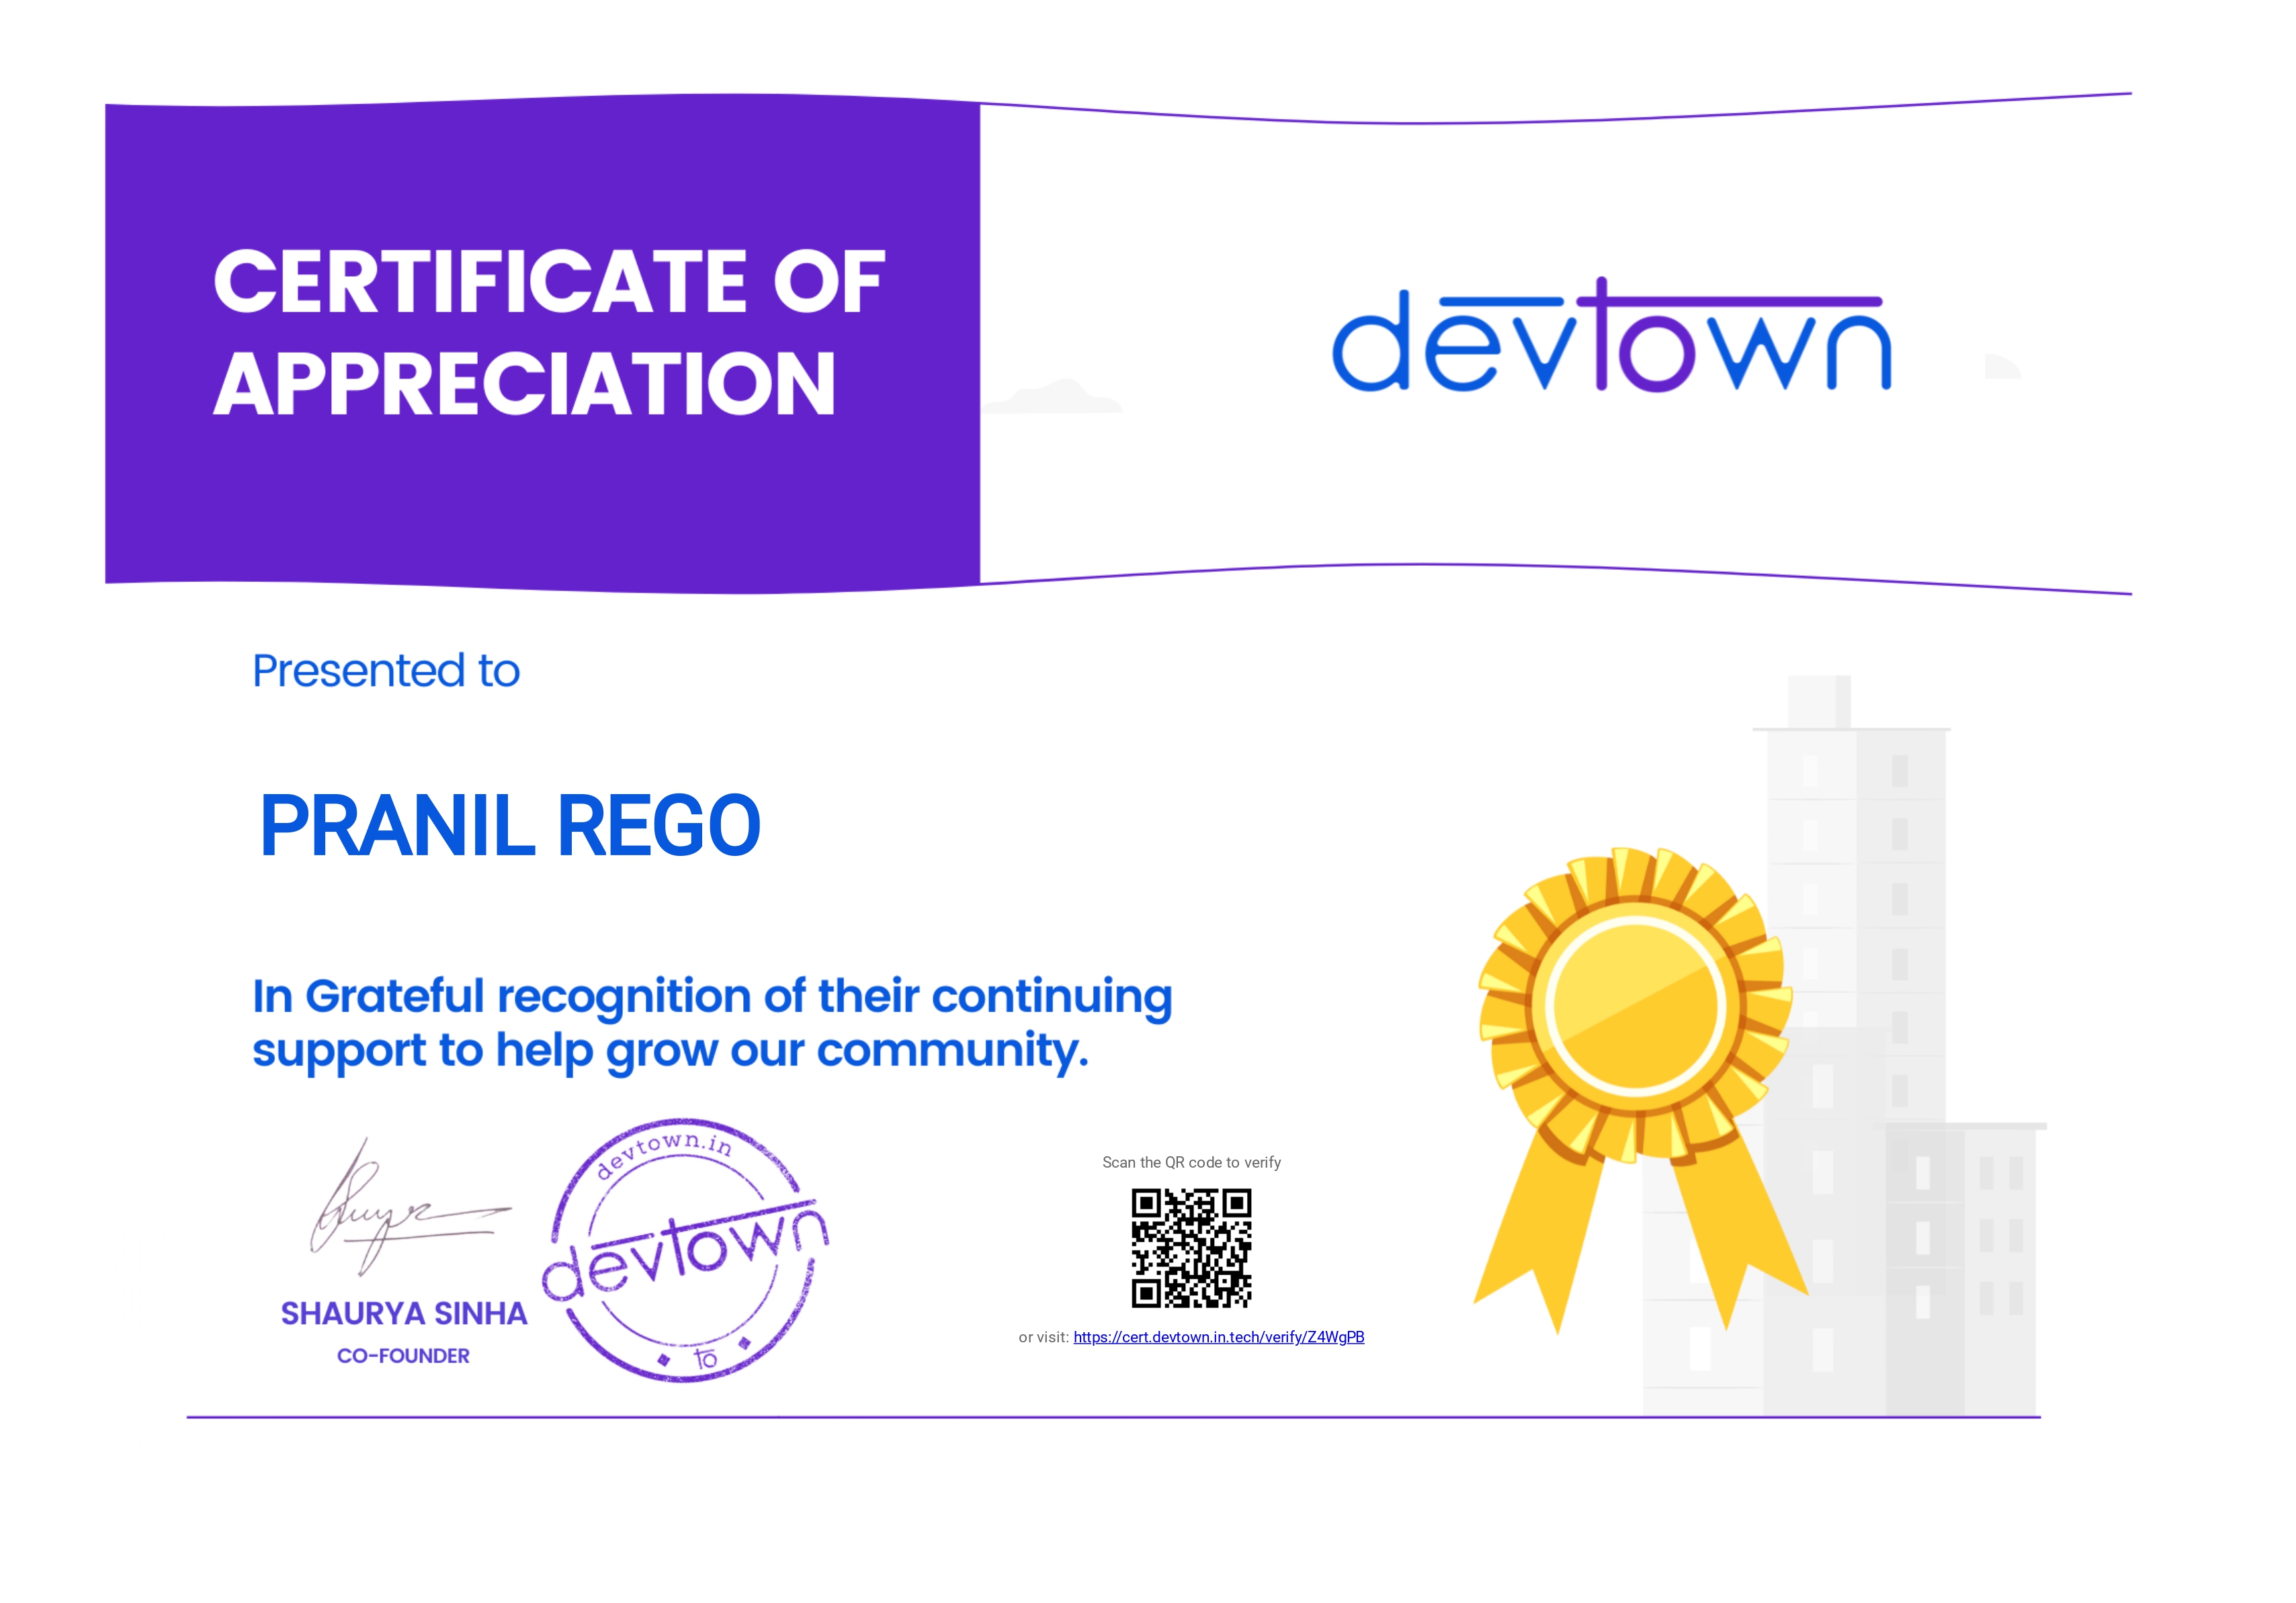 CERTIFICATE OF
APPRECIATION
devtown
Presented to
PRANIL REGO
In Grateful recognition of their continuing
support to help grow our community.
devtown.in
devtown
to
SHAURYA SINHA
CO-FOUNDER
Scan the QR code to verify
or visit: https://cert.devtown.in.tech/verify/Z4WgPB